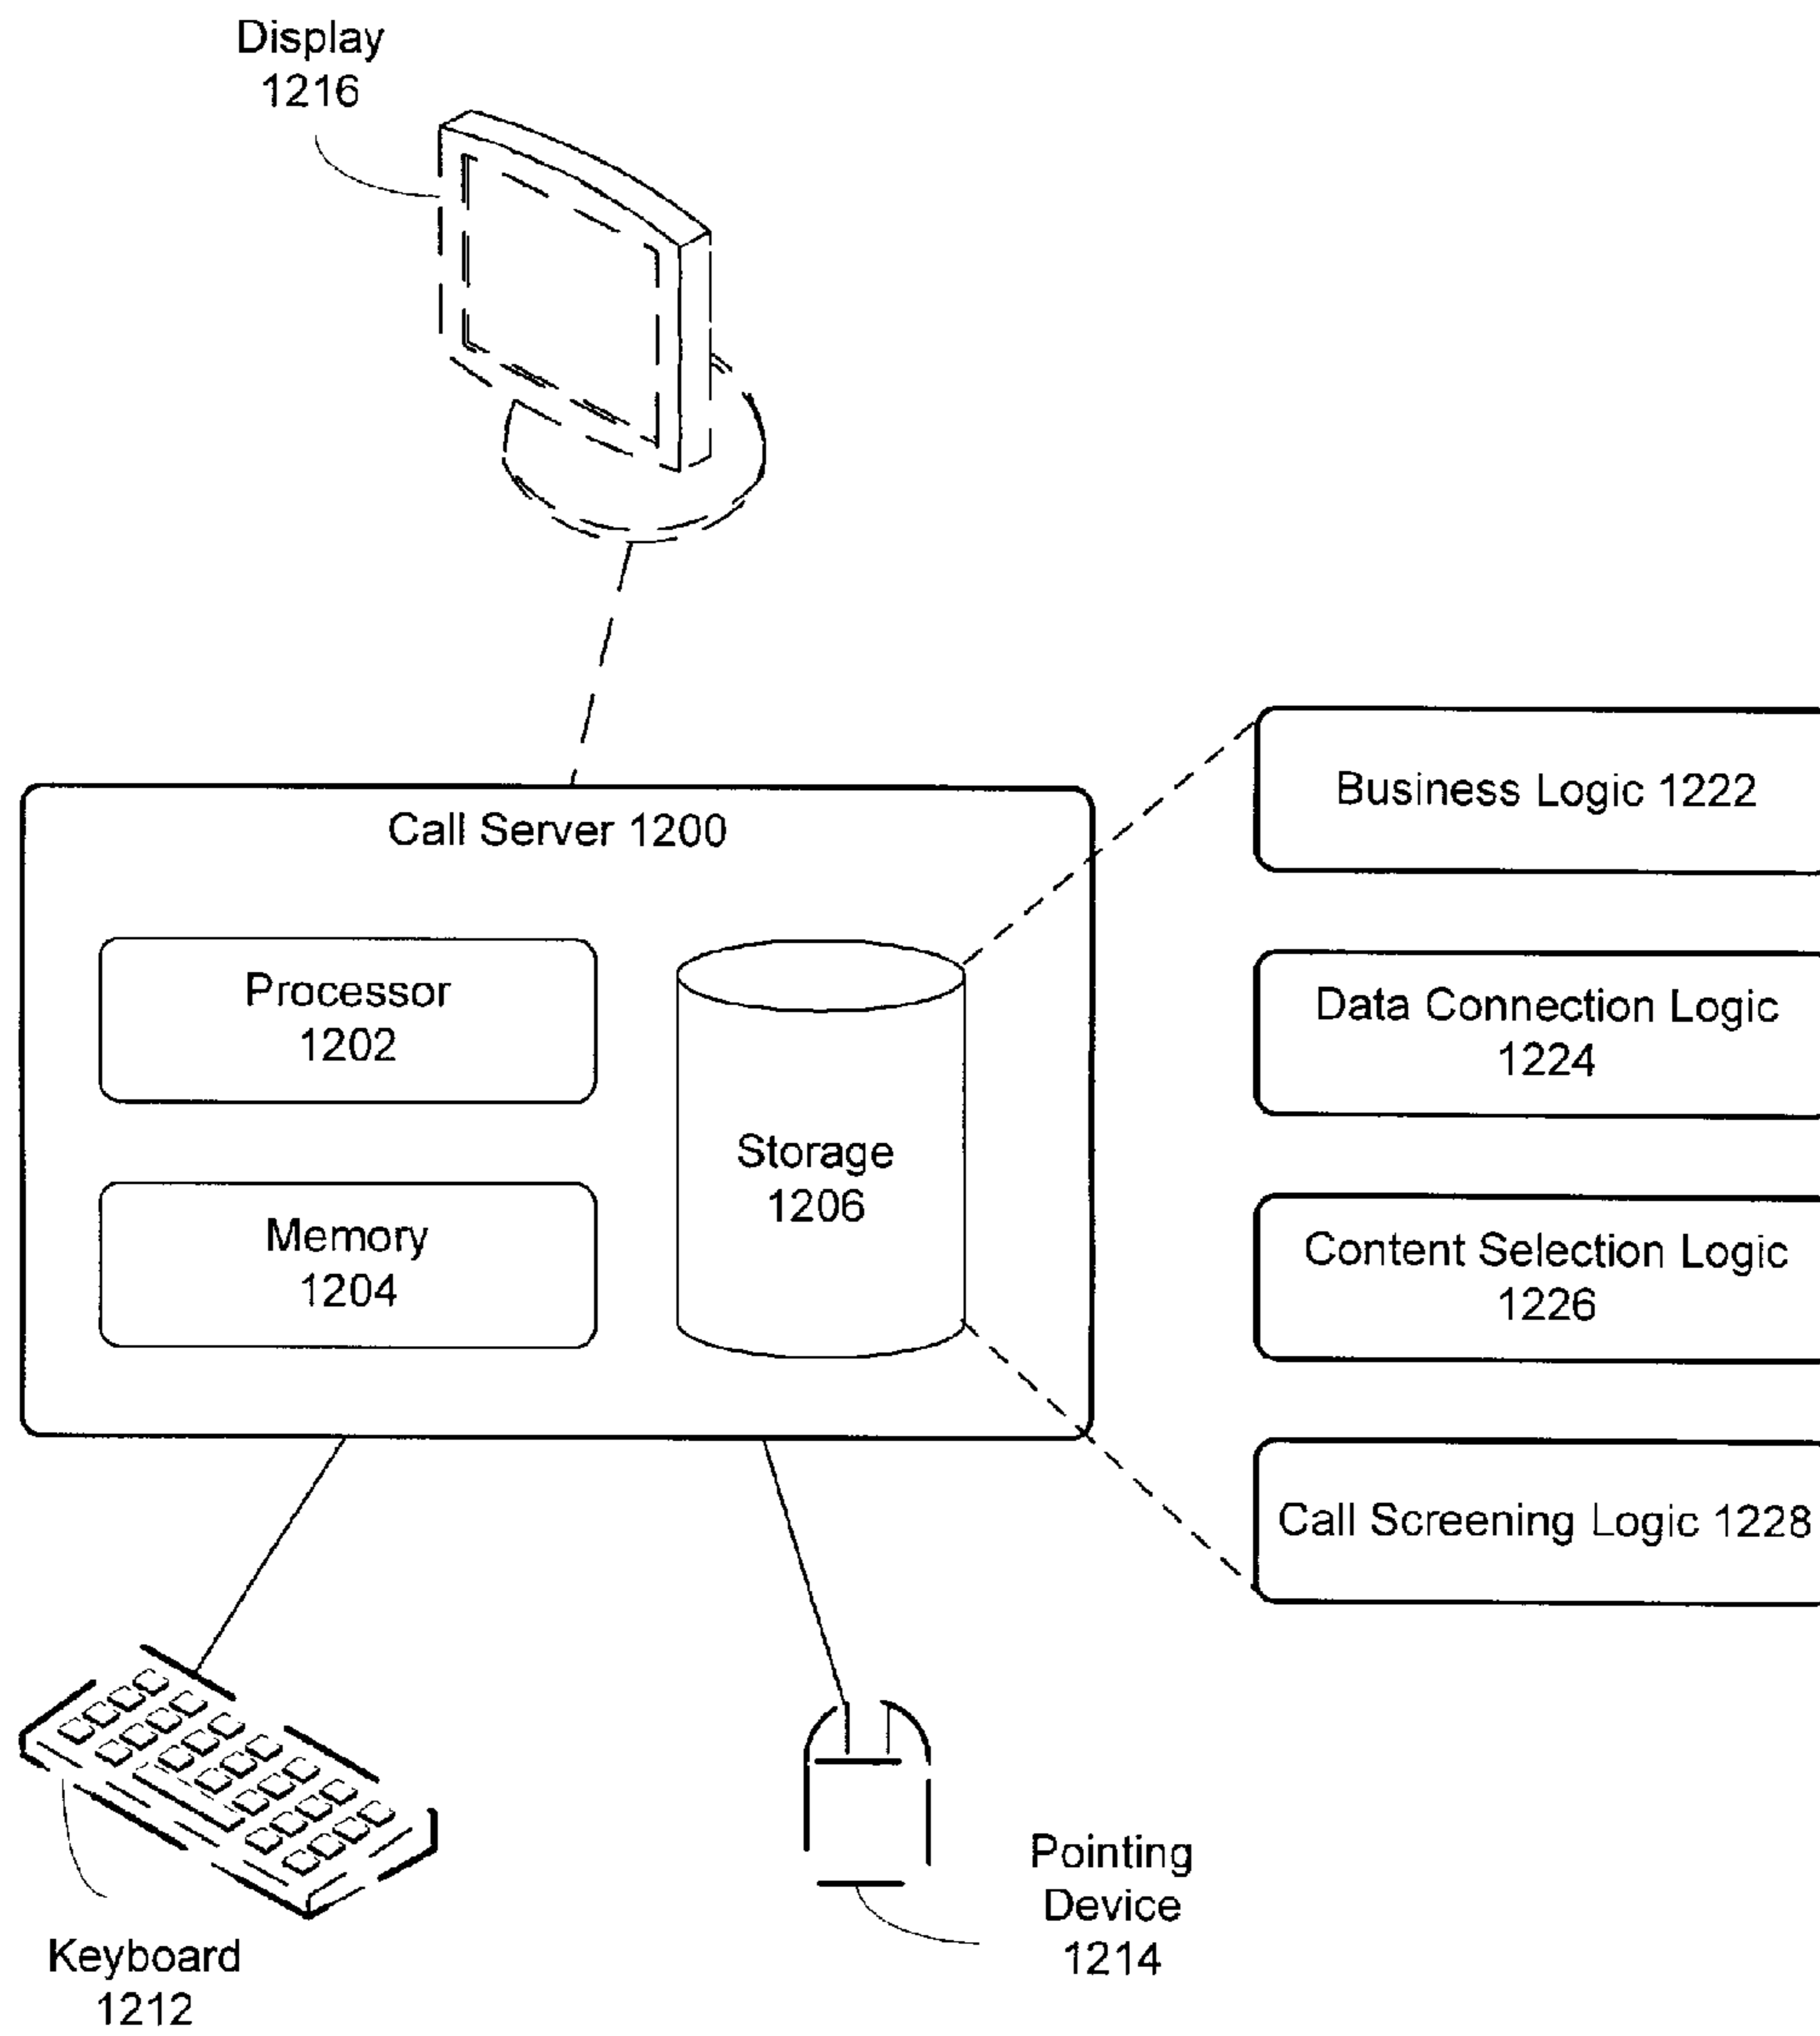 Display
1216
Call Server 1200
Business Logic 1222
Processor
1202
Data Connection Logic
1224
Storage
1206
Memory
1204
Content Selection Logic
1226
Call Screening Logic 1228
Keyboard
1212
Pointing
Device
1214